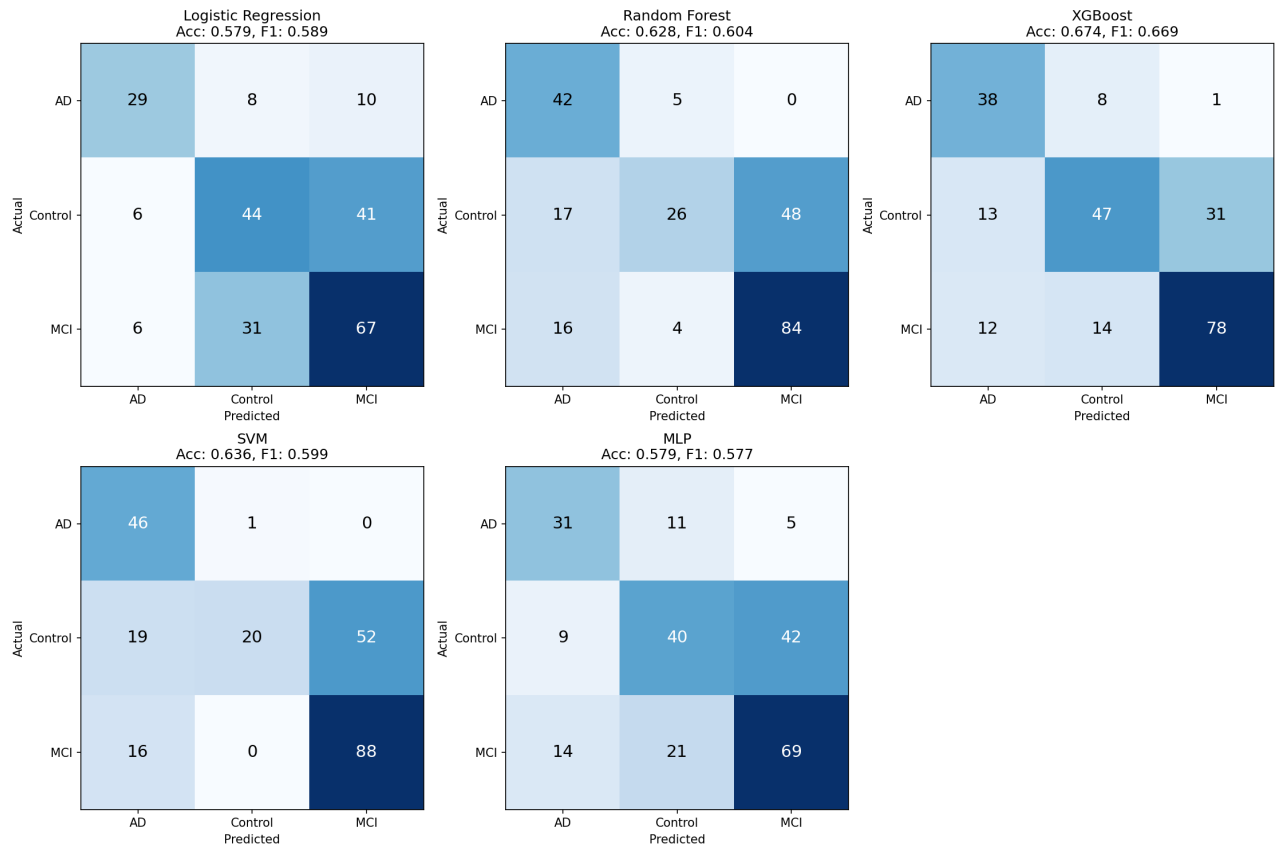 Logistic Regression
Acc: 0.579, F1: 0.589
AD 29 8 10
Control 6 44 41
MCI 6 31 67
AD Control MCI
Predicted
Actual
Random Forest
Acc: 0.628, F1: 0.604
AD 42 5 0
Control 17 26 48
MCI 16 4 84
AD Control MCI
Predicted
Actual
XGBoost
Acc: 0.674, F1: 0.669
AD 38 8 1
Control 13 47 31
MCI 12 14 78
AD Control MCI
Predicted
Actual
SVM
Acc: 0.636, F1: 0.599
AD 46 1 0
Control 19 20 52
MCI 16 0 88
AD Control MCI
Predicted
Actual
MLP
Acc: 0.579, F1: 0.577
AD 31 11 5
Control 9 40 42
MCI 14 21 69
AD Control MCI
Predicted
Actual